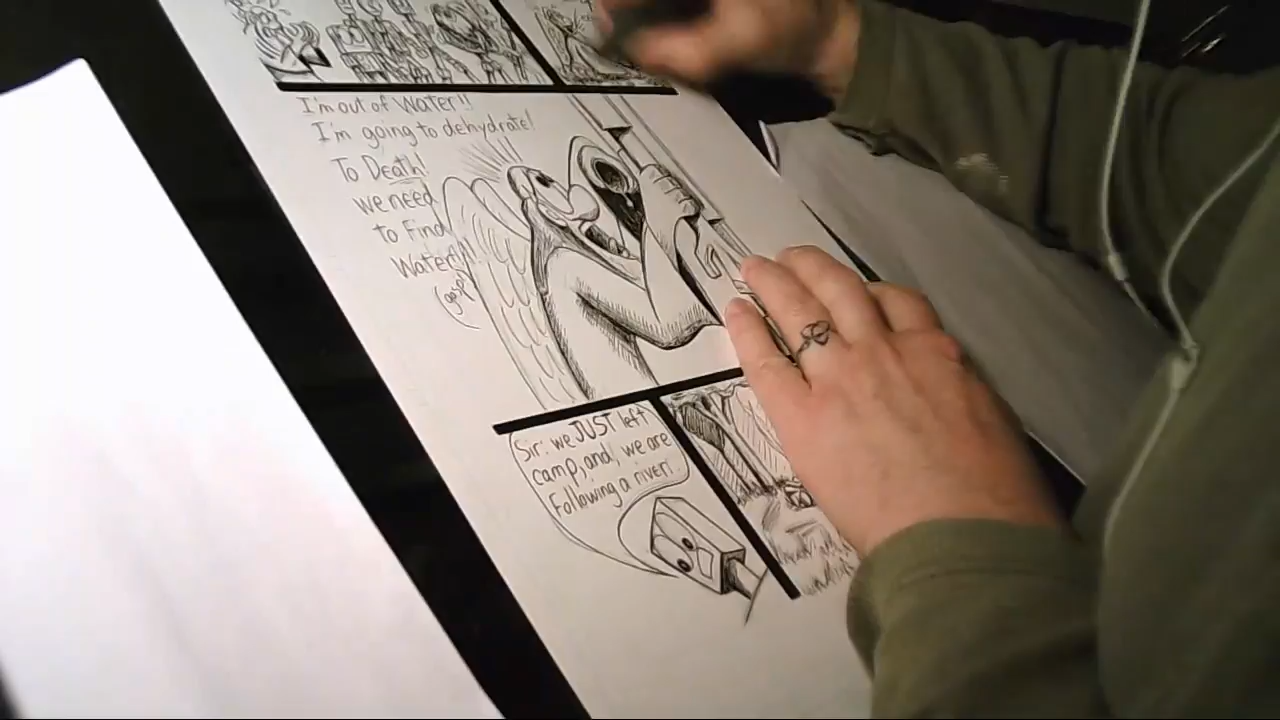 I'm out of Water!!
I'm going to dehydrate!
To Death!
we need
to Find
Water!!!
(gasp)
Sir: we JUST left
camp, and, we are
Following a river!